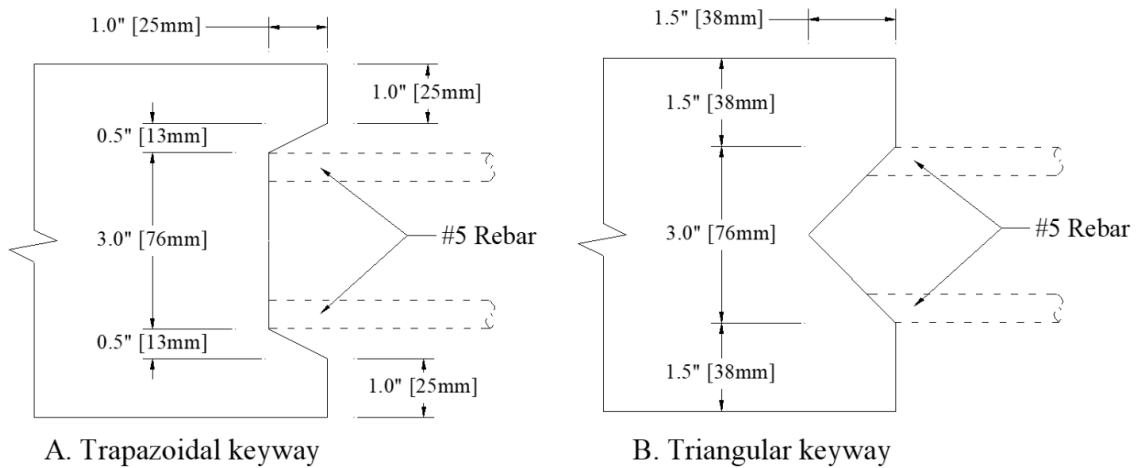 1.0" [25mm]
1.0" [25mm]
0.5" [13mm]
3.0" [76mm]
#5 Rebar
0.5" [13mm]
1.0" [25mm]
A. Trapazoidal keyway
1.5" [38mm]
1.5" [38mm]
3.0" [76mm]
#5 Rebar
1.5" [38mm]
B. Triangular keyway